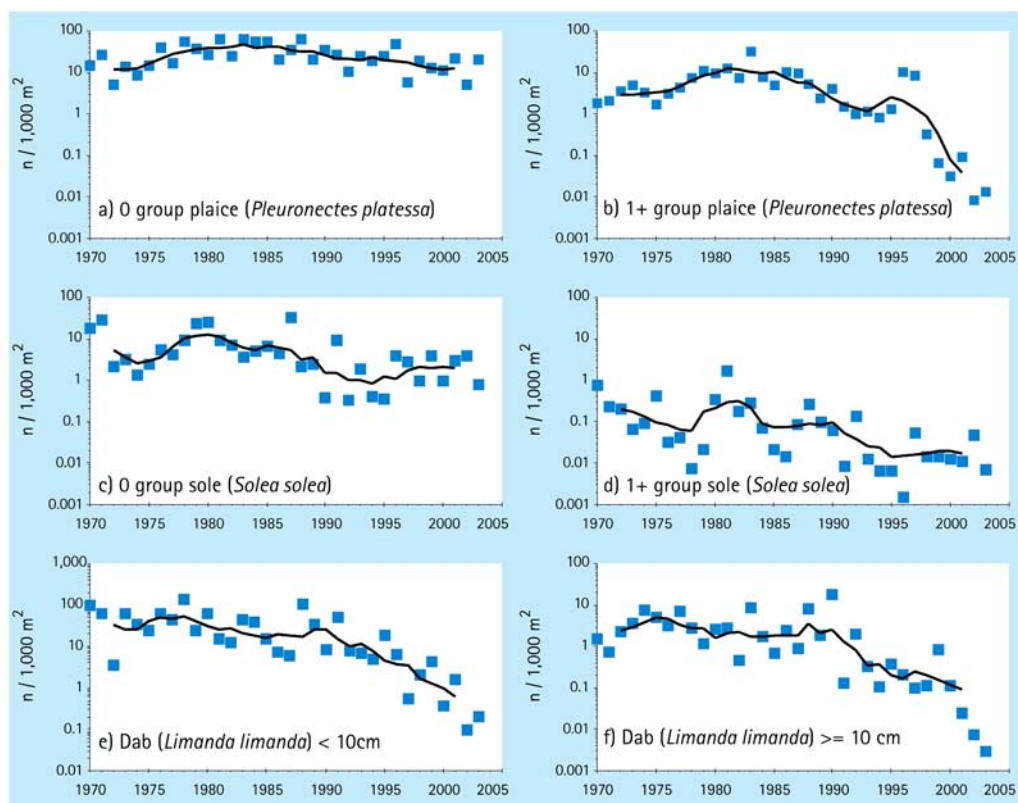 n / 1,000 m²
100
10
1
0.1
0.01
0.001
a) 0 group plaice (Pleuronectes platessa)
1970 1975 1980 1985 1990 1995 2000 2005
n / 1,000 m²
100
10
1
0.1
0.01
0.001
b) 1+ group plaice (Pleuronectes platessa)
1970 1975 1980 1985 1990 1995 2000 2005
n / 1,000 m²
100
10
1
0.1
0.01
0.001
c) 0 group sole (Solea solea)
1970 1975 1980 1985 1990 1995 2000 2005
n / 1,000 m²
100
10
1
0.1
0.01
0.001
d) 1+ group sole (Solea solea)
1970 1975 1980 1985 1990 1995 2000 2005
n / 1,000 m²
1,000
100
10
1
0.1
0.01
e) Dab (Limanda limanda) < 10cm
1970 1975 1980 1985 1990 1995 2000 2005
n / 1,000 m²
100
10
1
0.1
0.01
0.001
f) Dab (Limanda limanda) >= 10 cm
1970 1975 1980 1985 1990 1995 2000 2005